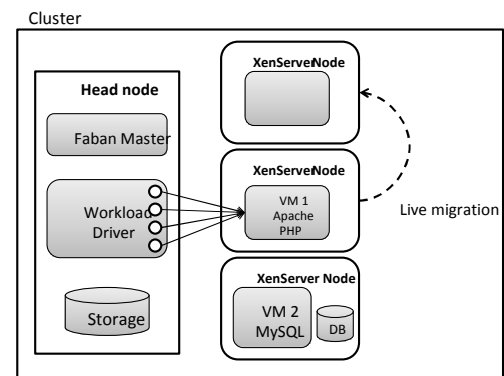 Cluster
Head node
Faban Master
Workload
Driver
Storage
XenServerNode
XenServerNode
VM 1
Apache
PHP
Live migration
XenServer Node
VM 2
MySQL
DB